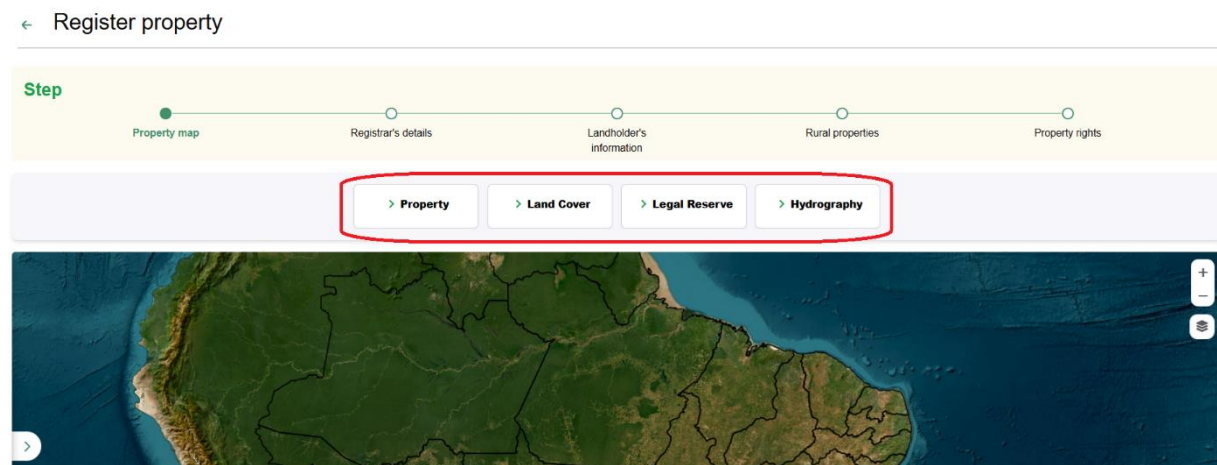 ← Register property
Step
Property map
Registrar's details
Landholder's
information
Rural properties
Property rights
> Property
> Land Cover
> Legal Reserve
> Hydrography
+
−
>